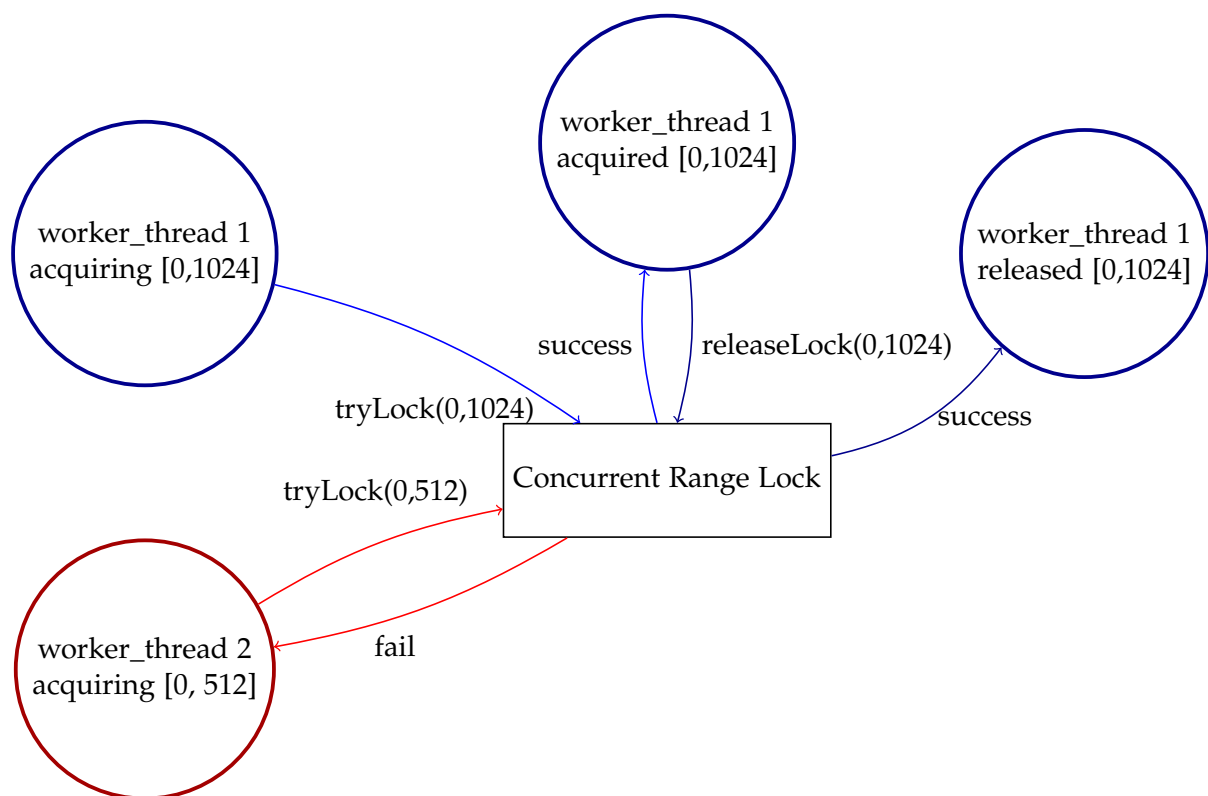 worker_thread 1
acquired [0,1024]
worker_thread 1
acquiring [0,1024]
worker_thread 1
released [0,1024]
success
releaseLock(0,1024)
tryLock(0,1024)
success
Concurrent Range Lock
tryLock(0,512)
worker_thread 2
acquiring [0, 512]
fail